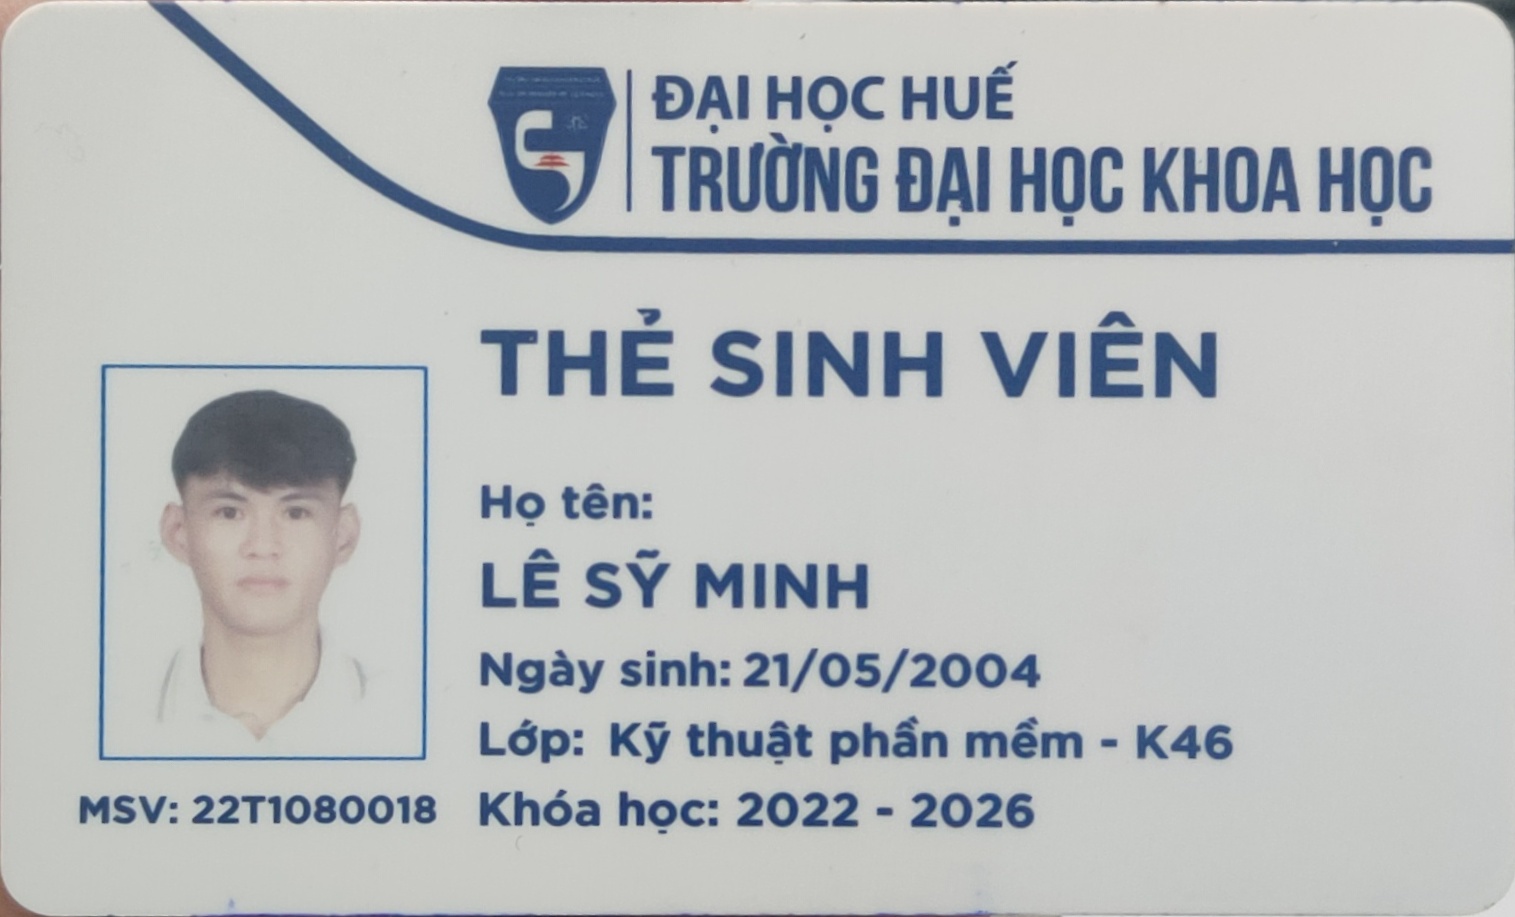 ĐẠI HỌC HUẾ
TRƯỜNG ĐẠI HỌC KHOA HỌC
THẺ SINH VIÊN
Họ tên:
LÊ SỸ MINH
Ngày sinh: 21/05/2004
Lớp: Kỹ thuật phần mềm - K46
MSV: 22T1080018
Khóa học: 2022 - 2026